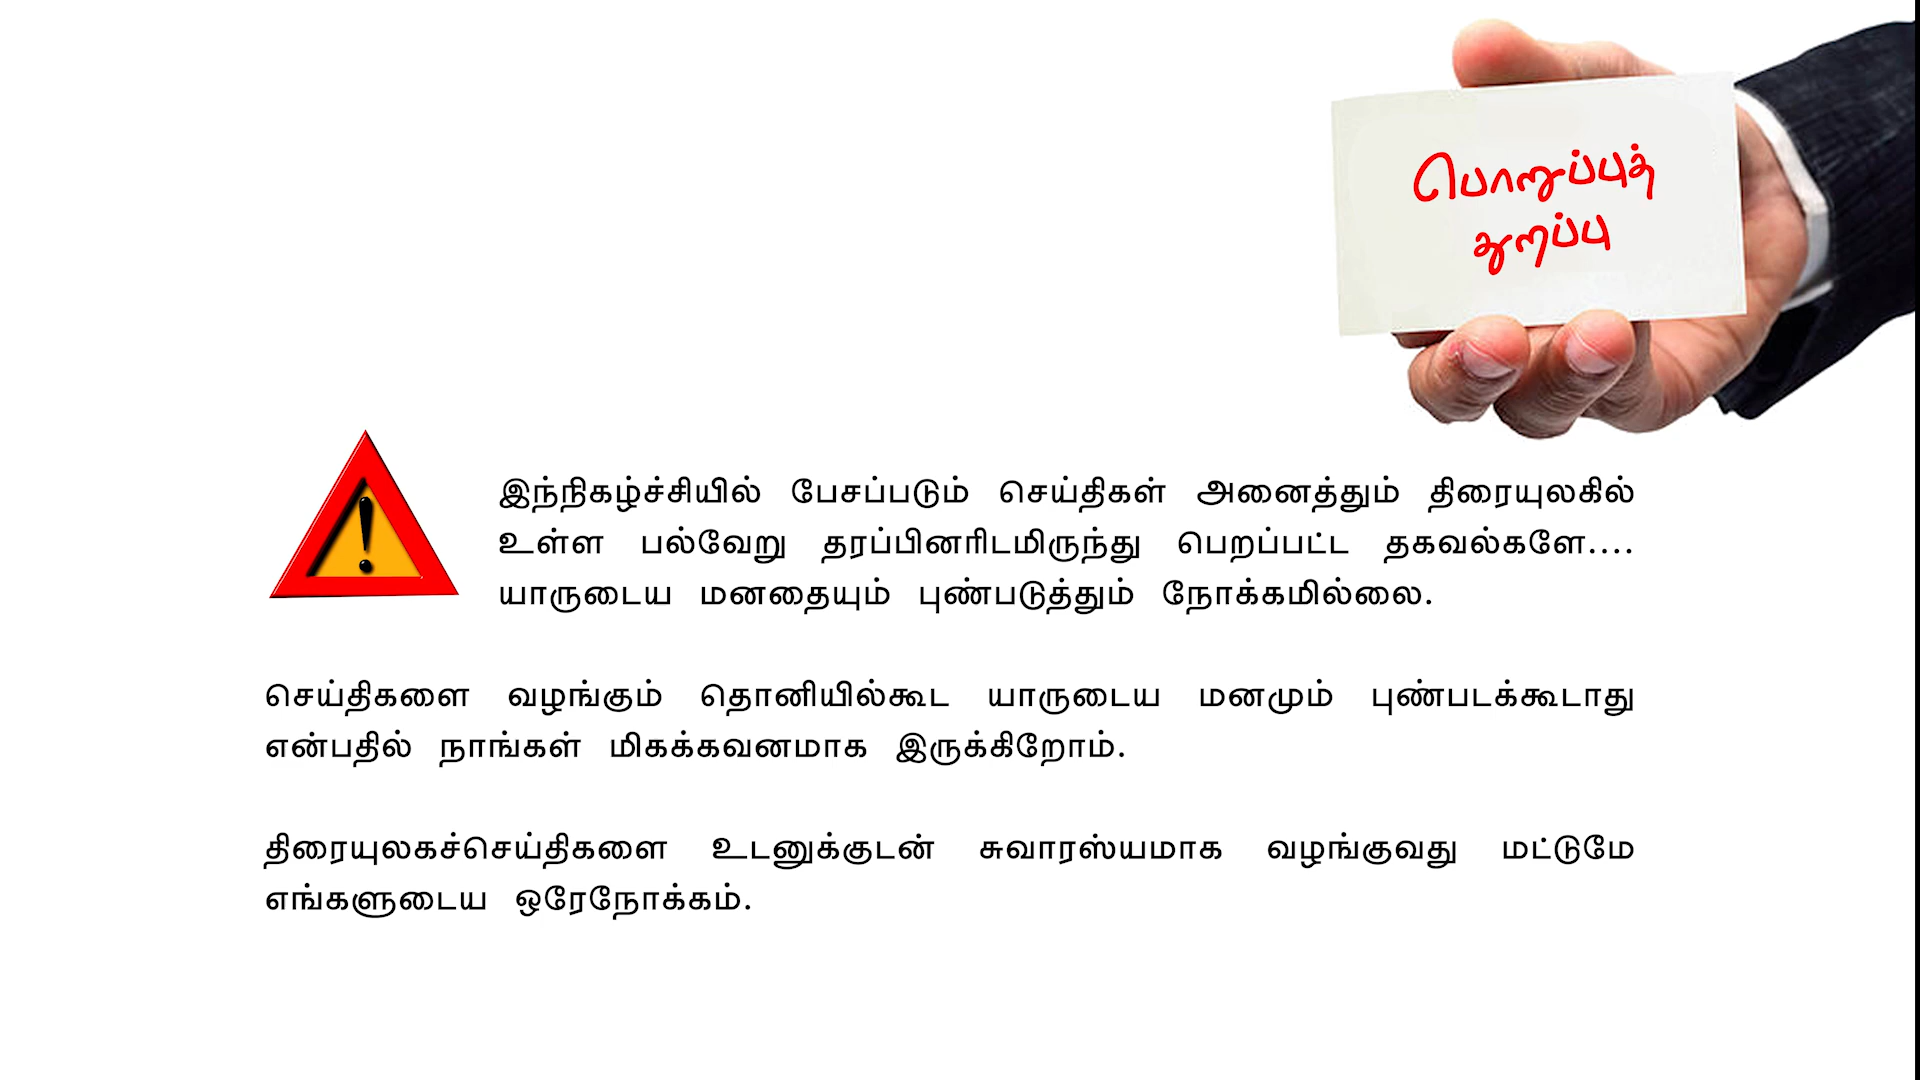 பொறுப்புத்
துறப்பு
இந்நிகழ்ச்சியில் பேசப்படும் செய்திகள் அனைத்தும் திரையுலகில்
உள்ள பல்வேறு தரப்பினரிடமிருந்து பெறப்பட்ட தகவல்களே....
யாருடைய மனதையும் புண்படுத்தும் நோக்கமில்லை.
செய்திகளை வழங்கும் தொனியில்கூட யாருடைய மனமும் புண்படக்கூடாது
என்பதில் நாங்கள் மிகக்கவனமாக இருக்கிறோம்.
திரையுலகச்செய்திகளை உடனுக்குடன் சுவாரஸ்யமாக வழங்குவது மட்டுமே
எங்களுடைய ஒரேநோக்கம்.